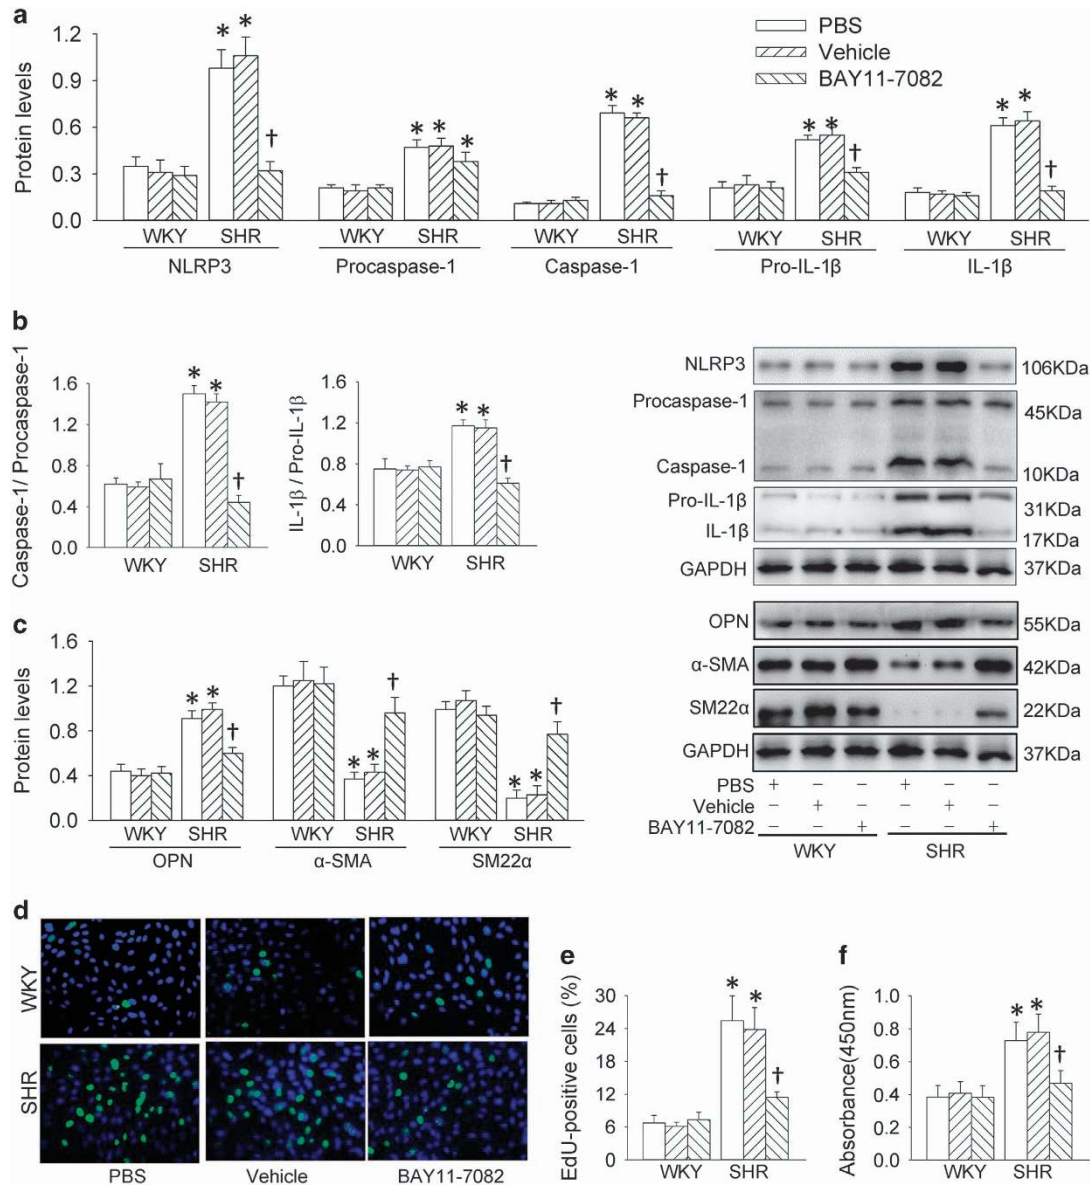 a
Protein levels
1.2
0.9
0.6
0.3
0.0
* *
†
* * *
* *
†
* *
†
* *
†
PBS
Vehicle
BAY11-7082
WKY SHR WKY SHR WKY SHR WKY SHR WKY SHR
NLRP3 Procaspase-1 Caspase-1 Pro-IL-1β IL-1β
b
Caspase-1/ Procaspase-1
1.6
1.2
0.8
0.4
0.0
* *
†
WKY SHR
IL-1β / Pro-IL-1β
1.6
1.2
0.8
0.4
0.0
* *
†
WKY SHR
NLRP3 106KDa
Procaspase-1 45KDa
Caspase-1 10KDa
Pro-IL-1β 31KDa
IL-1β 17KDa
GAPDH 37KDa
OPN 55KDa
α-SMA 42KDa
SM22α 22KDa
GAPDH 37KDa
PBS + − − + − −
Vehicle − + − − + −
BAY11-7082 − − + − − +
WKY SHR
c
Protein levels
1.6
1.2
0.8
0.4
0.0
* *
†
* *
†
* *
†
WKY SHR WKY SHR WKY SHR
OPN α-SMA SM22α
d
WKY
SHR
PBS Vehicle BAY11-7082
e
EdU-positive cells (%)
30
24
18
12
6
0
* *
†
WKY SHR
f
Absorbance(450nm)
1.0
0.8
0.6
0.4
0.2
0.0
* *
†
WKY SHR